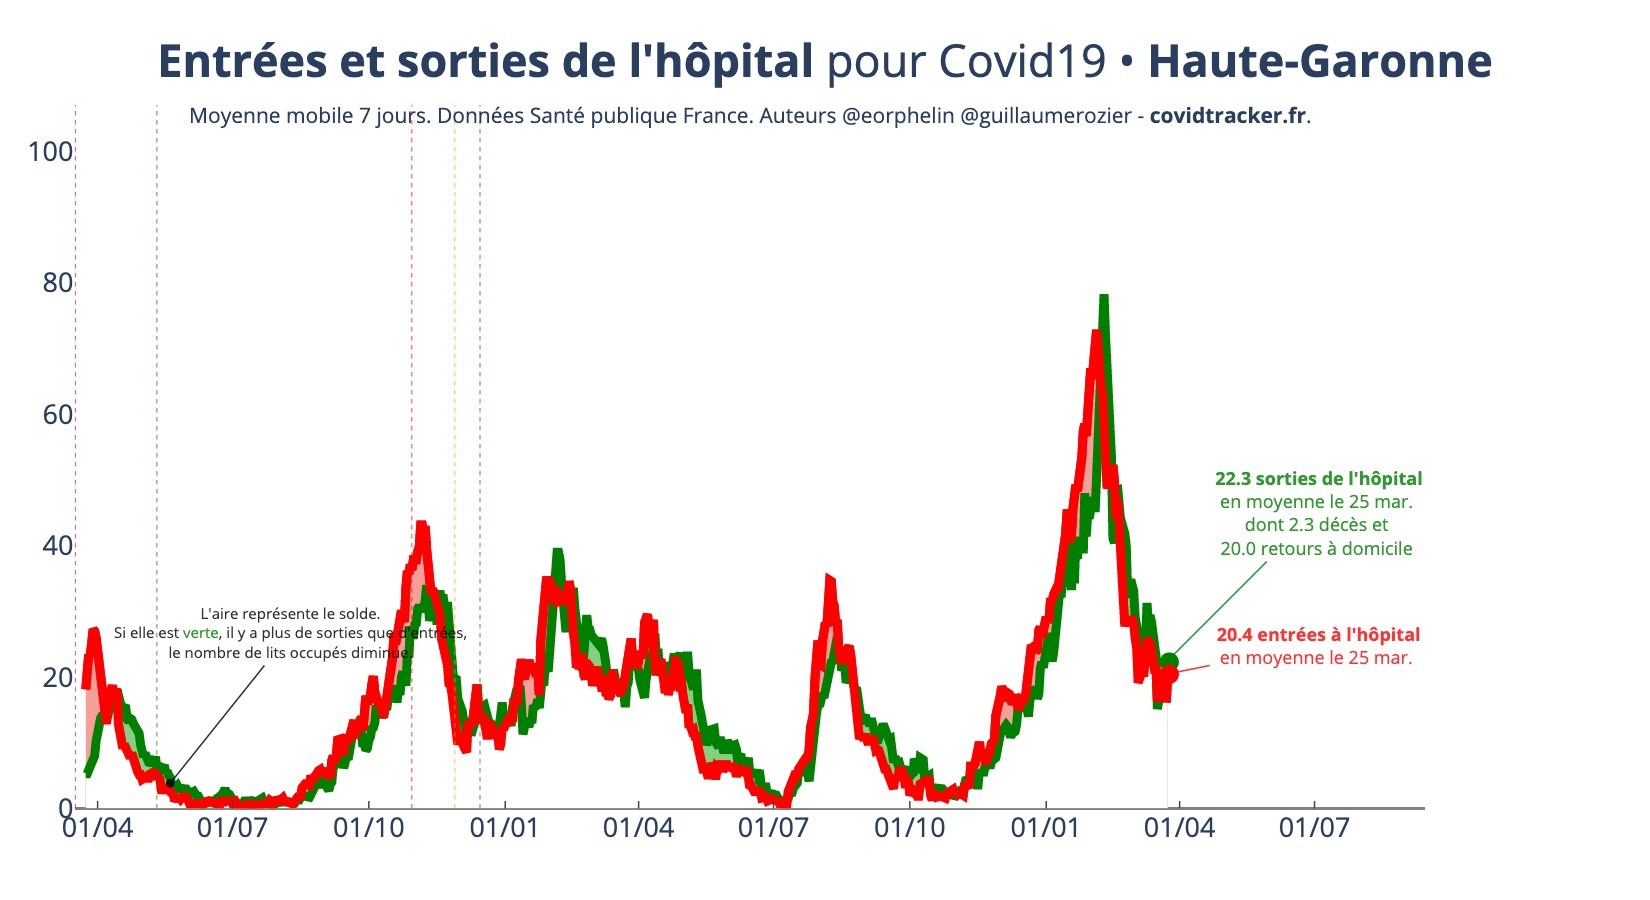 Entrées et sorties de l'hôpital pour Covid19 • Haute-Garonne
Moyenne mobile 7 jours. Données Santé publique France. Auteurs @eorphelin @guillaumerozier - covidtracker.fr.
100
80
60
40
20
0
22.3 sorties de l'hôpital
en moyenne le 25 mar.
dont 2.3 décès et
20.0 retours à domicile
L'aire représente le solde.
Si elle est verte, il y a plus de sorties que d'entrées,
le nombre de lits occupés diminue.
20.4 entrées à l'hôpital
en moyenne le 25 mar.
01/04 01/07 01/10 01/01 01/04 01/07 01/10 01/01 01/04 01/07